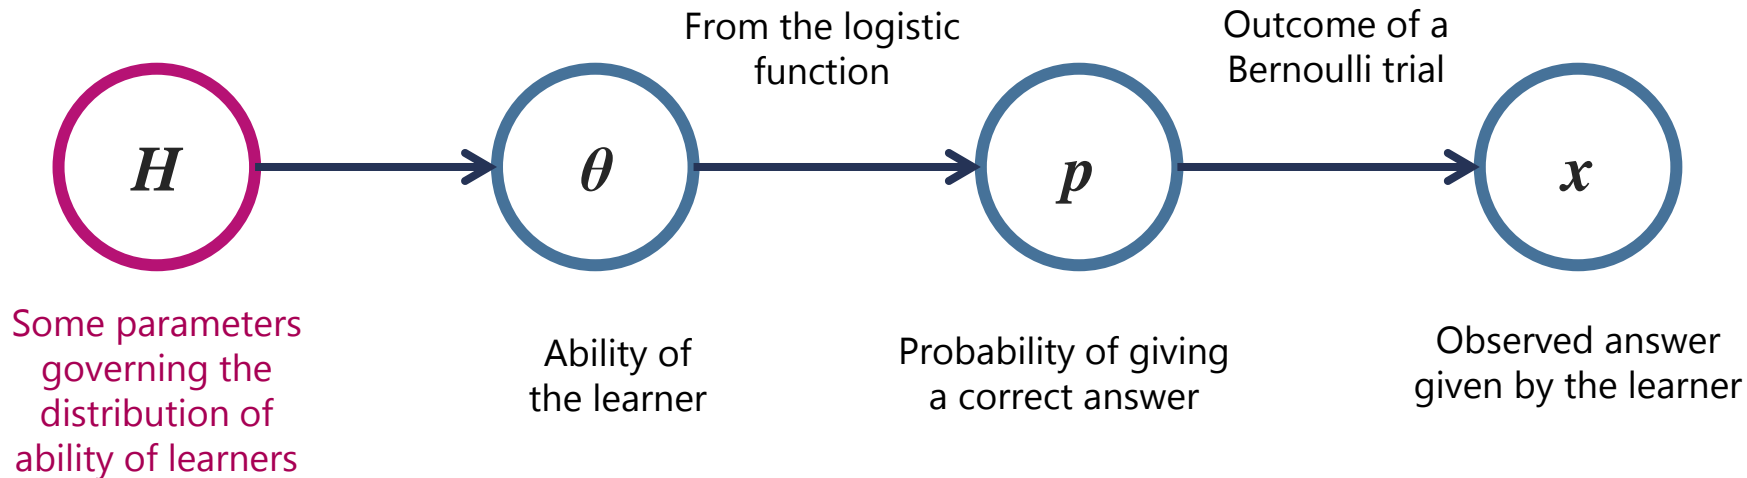 From the logistic
function
Outcome of a
Bernoulli trial
H
θ
p
x
Some parameters
governing the
distribution of
ability of learners
Ability of
the learner
Probability of giving
a correct answer
Observed answer
given by the learner